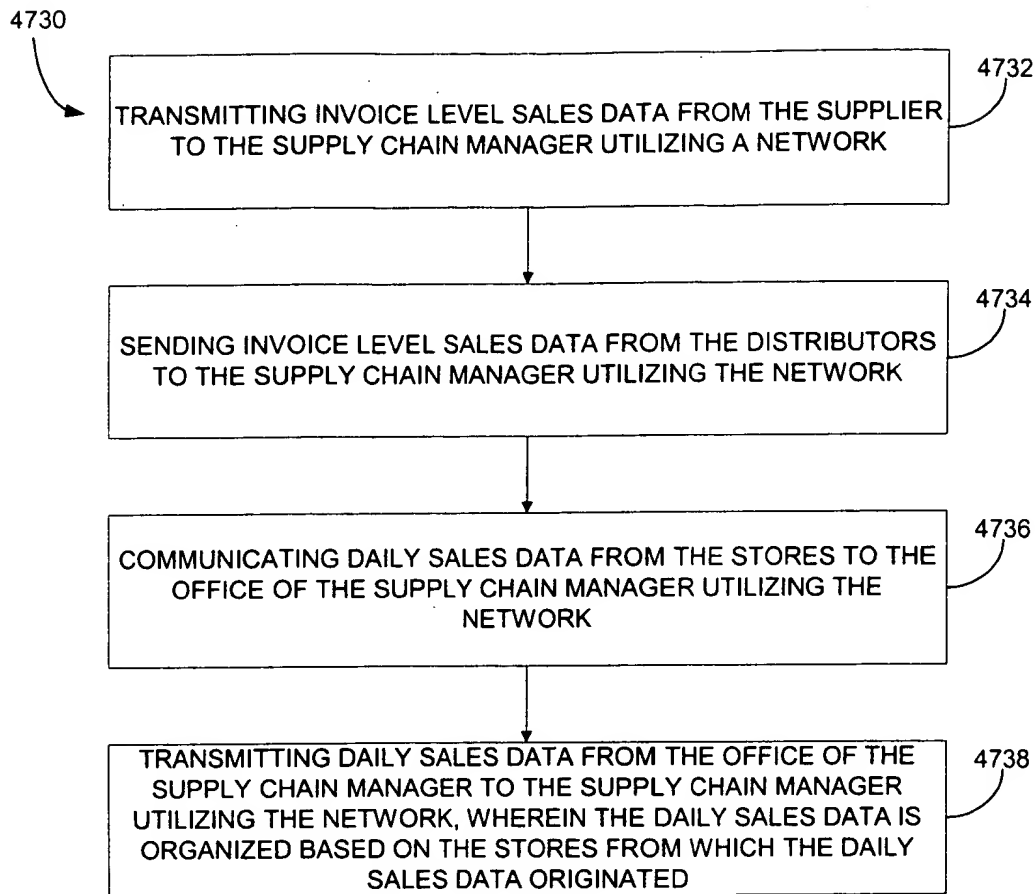 4730
4732
TRANSMITTING INVOICE LEVEL SALES DATA FROM THE SUPPLIER
TO THE SUPPLY CHAIN MANAGER UTILIZING A NETWORK
4734
SENDING INVOICE LEVEL SALES DATA FROM THE DISTRIBUTORS
TO THE SUPPLY CHAIN MANAGER UTILIZING THE NETWORK
4736
COMMUNICATING DAILY SALES DATA FROM THE STORES TO THE
OFFICE OF THE SUPPLY CHAIN MANAGER UTILIZING THE
NETWORK
4738
TRANSMITTING DAILY SALES DATA FROM THE OFFICE OF THE
SUPPLY CHAIN MANAGER TO THE SUPPLY CHAIN MANAGER
UTILIZING THE NETWORK, WHEREIN THE DAILY SALES DATA IS
ORGANIZED BASED ON THE STORES FROM WHICH THE DAILY
SALES DATA ORIGINATED